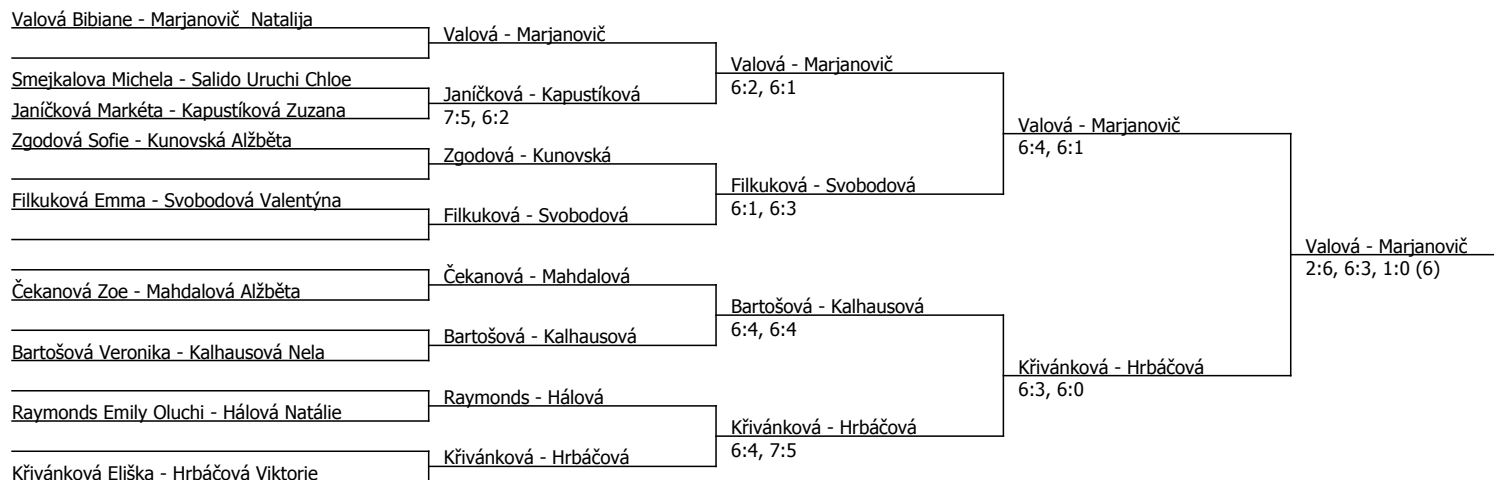 Valová Bibiane - Marjanovič  Natalija
Smejkalova Michela - Salido Uruchi Chloe
Janíčková Markéta - Kapustíková Zuzana
Zgodová Sofie - Kunovská Alžběta
Filkuková Emma - Svobodová Valentýna
Čekanová Zoe - Mahdalová Alžběta
Bartošová Veronika - Kalhausová Nela
Raymonds Emily Oluchi - Hálová Natálie
Křivánková Eliška - Hrbáčová Viktorie
Valová - Marjanovič
Janíčková - Kapustíková
7:5, 6:2
Zgodová - Kunovská
Filkuková - Svobodová
Čekanová - Mahdalová
Bartošová - Kalhausová
Raymonds - Hálová
Křivánková - Hrbáčová
Valová - Marjanovič
6:2, 6:1
Filkuková - Svobodová
6:1, 6:3
Bartošová - Kalhausová
6:4, 6:4
Křivánková - Hrbáčová
6:4, 7:5
Valová - Marjanovič
6:4, 6:1
Křivánková - Hrbáčová
6:3, 6:0
Valová - Marjanovič
2:6, 6:3, 1:0 (6)